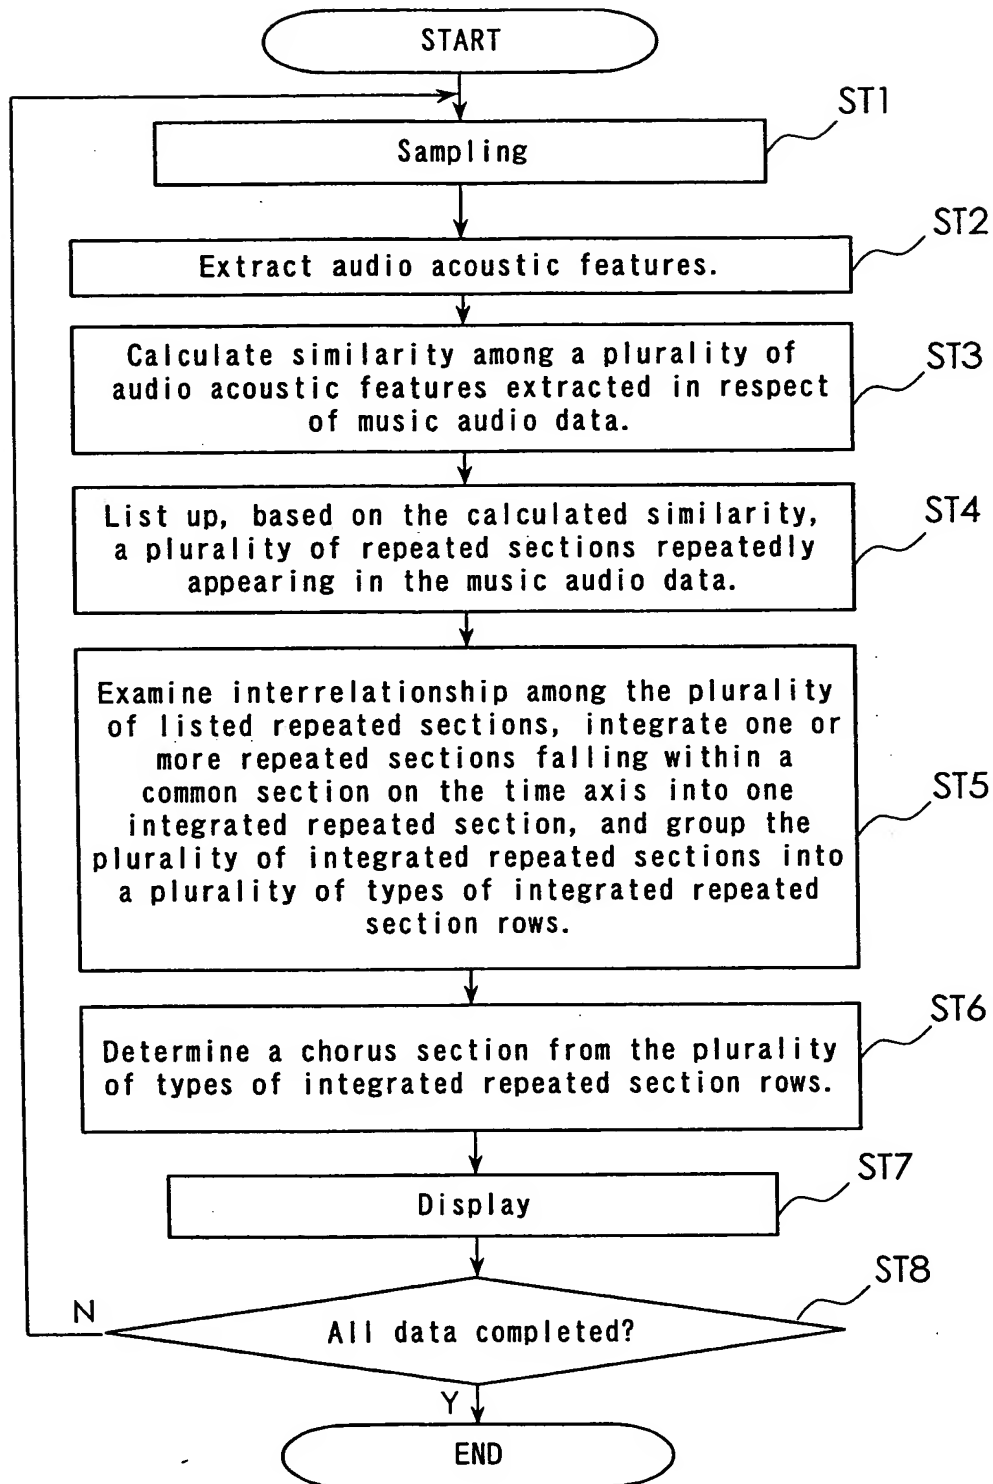 START
ST1
Sampling
ST2
Extract audio acoustic features.
ST3
Calculate similarity among a plurality of
audio acoustic features extracted in respect
of music audio data.
ST4
List up, based on the calculated similarity,
a plurality of repeated sections repeatedly
appearing in the music audio data.
ST5
Examine interrelationship among the plurality
of listed repeated sections, integrate one or
more repeated sections falling within a
common section on the time axis into one
integrated repeated section, and group the
plurality of integrated repeated sections into
a plurality of types of integrated repeated
section rows.
ST6
Determine a chorus section from the plurality
of types of integrated repeated section rows.
ST7
Display
ST8
N
All data completed?
Y
END